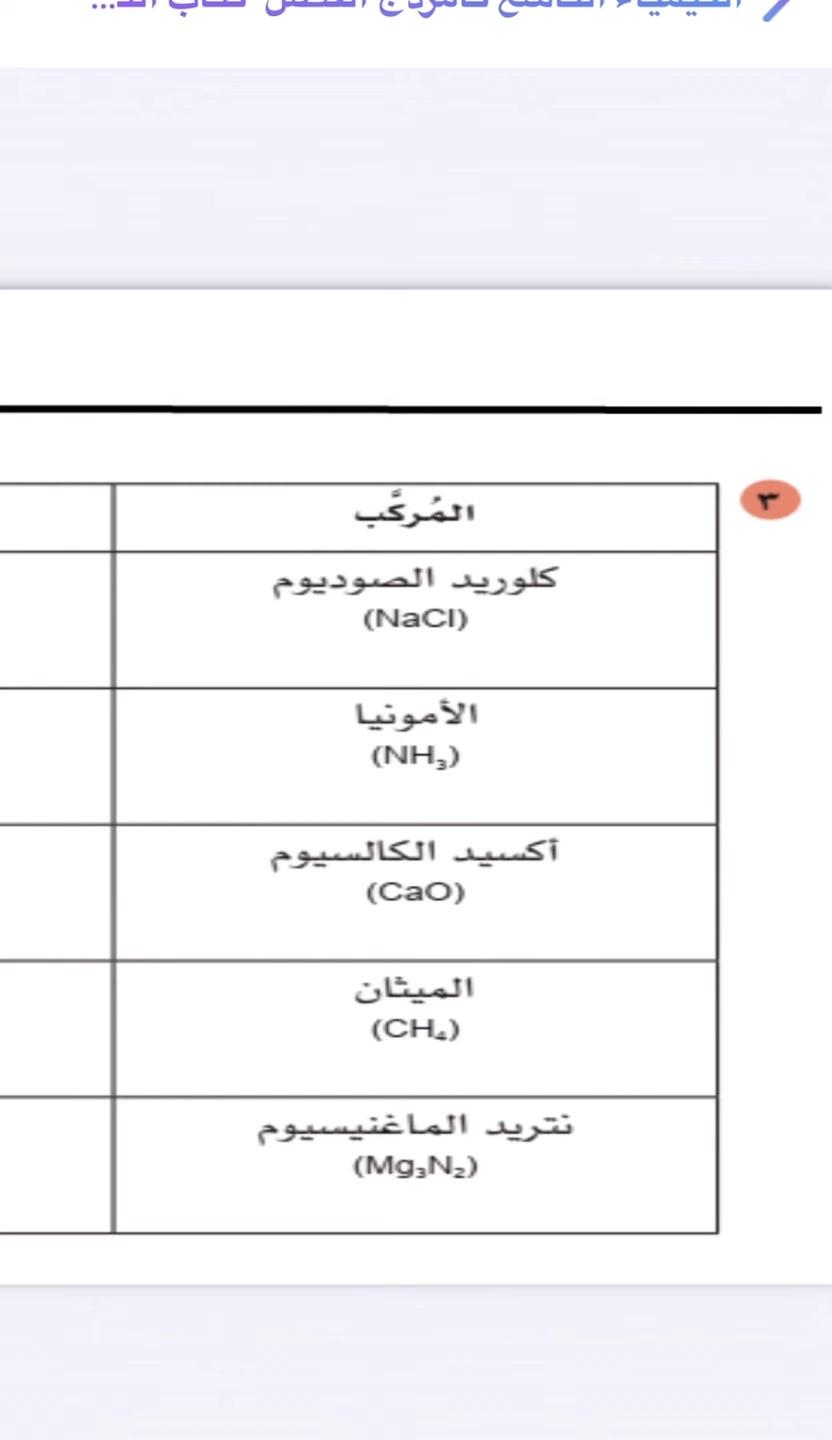 ٣
المُركَّب
كلوريد الصوديوم
(NaCl)
الأمونيا
(NH₃)
أكسيد الكالسيوم
(CaO)
الميثان
(CH₄)
نتريد الماغنيسيوم
(Mg₃N₂)